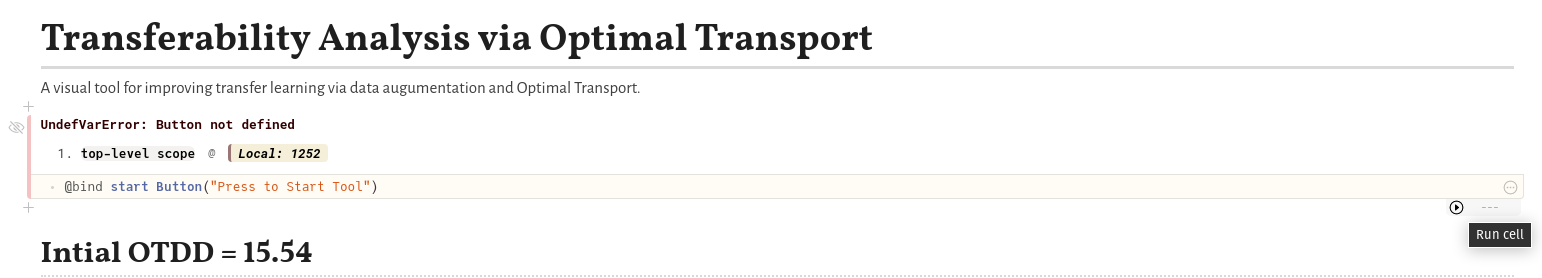 Transferability Analysis via Optimal Transport
A visual tool for improving transfer learning via data augumentation and Optimal Transport.
UndefVarError: Button not defined
1. top-level scope @ Local: 1252
@bind start Button("Press to Start Tool")
---
Run cell
Intial OTDD = 15.54